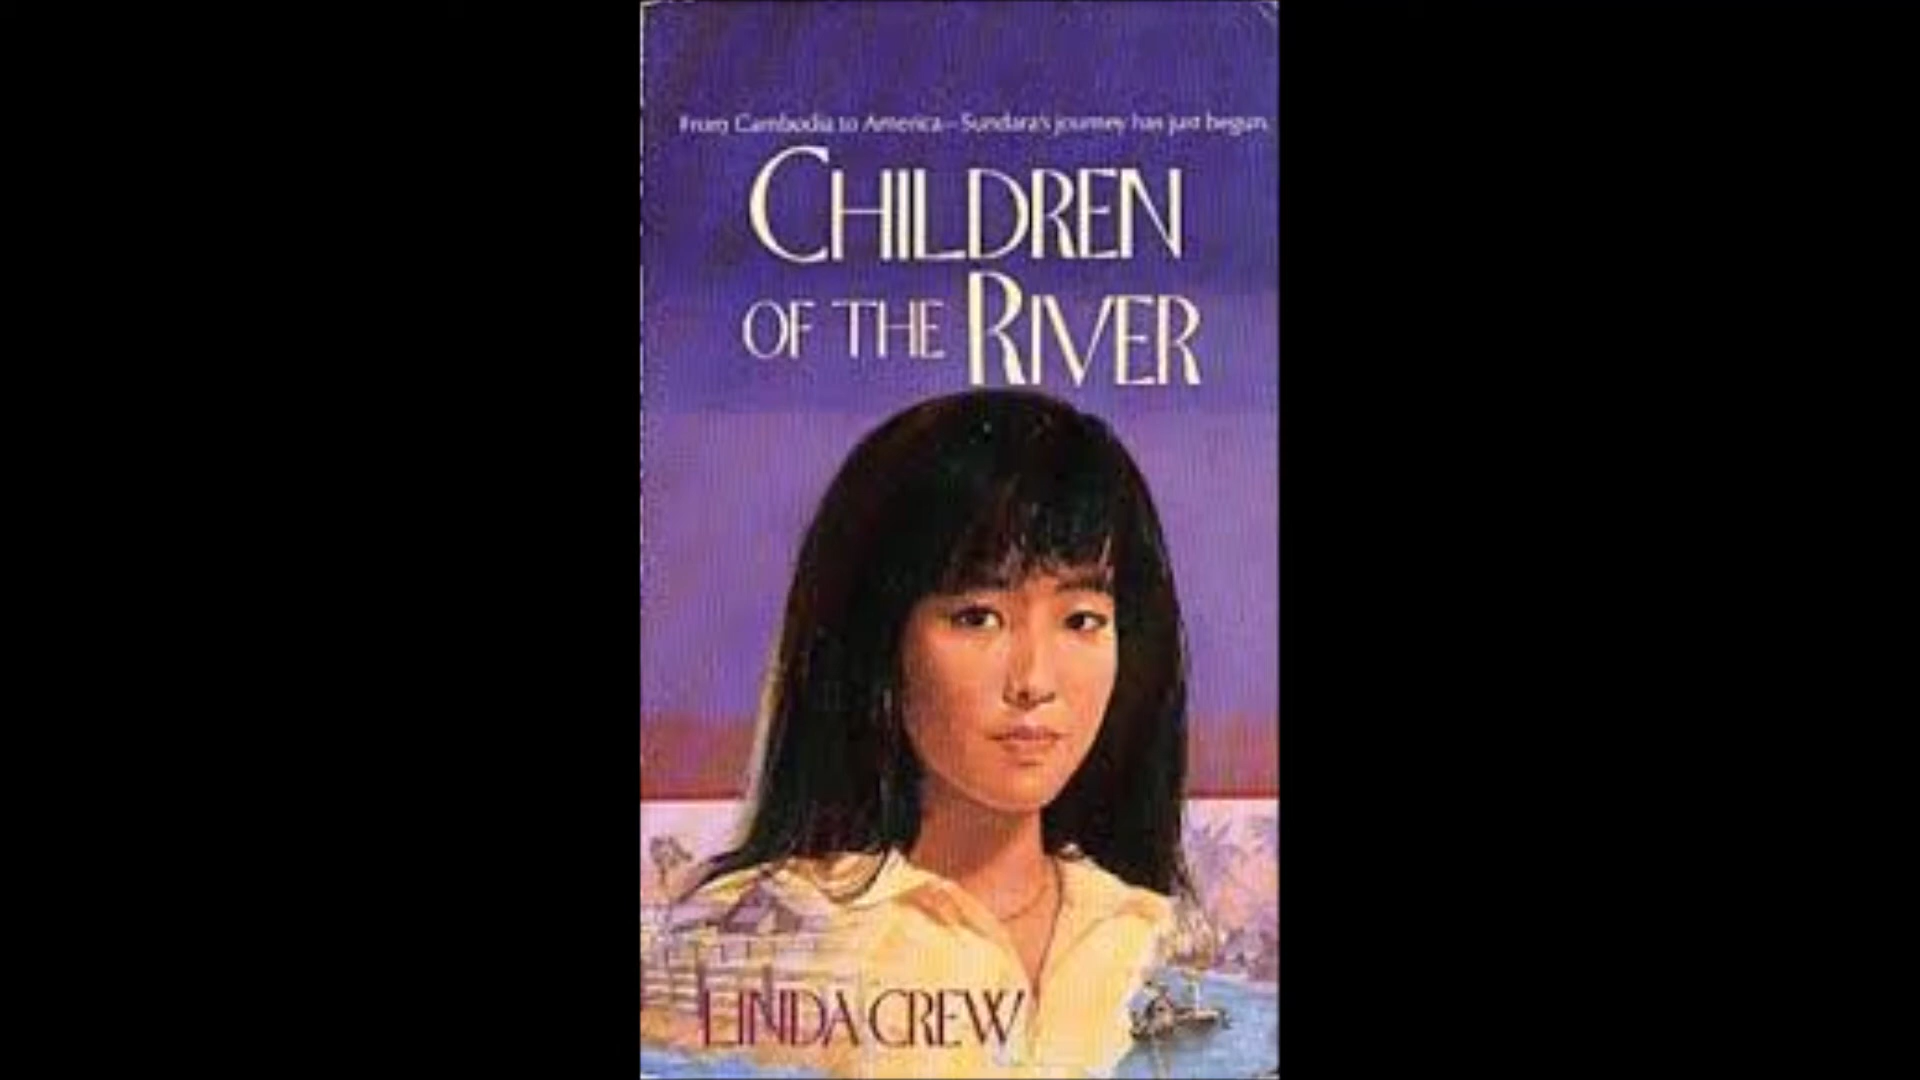 From Cambodia to America—Sundara's journey has just begun.
CHILDREN
OF THE RIVER
LINDA CREW